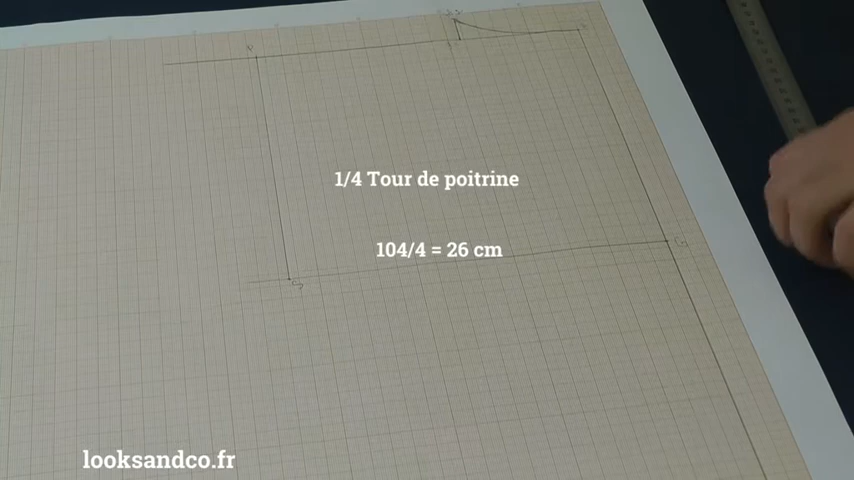 1/4 Tour de poitrine
104/4 = 26 cm
looksandco.fr